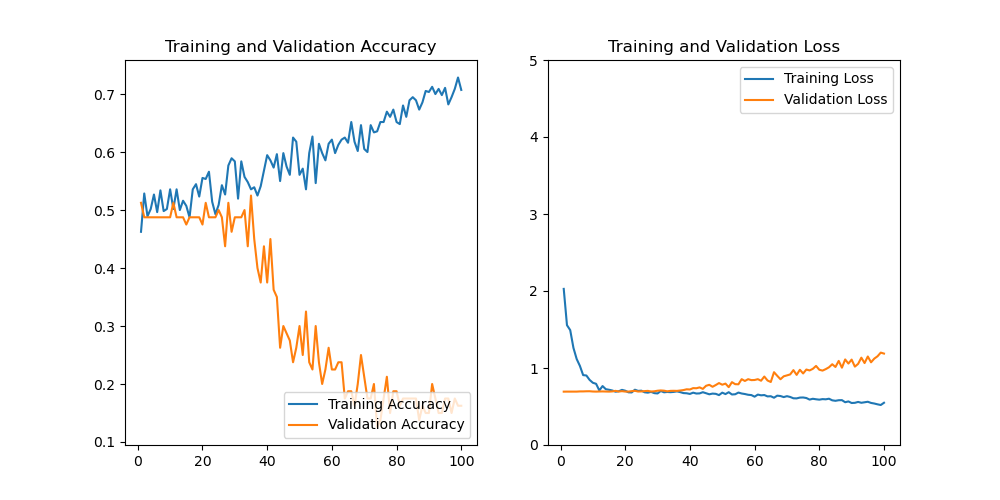 Training and Validation Accuracy
0.7
0.6
0.5
0.4
0.3
0.2
0.1
0 20 40 60 80 100
Training Accuracy
Validation Accuracy
Training and Validation Loss
5
4
3
2
1
0
0 20 40 60 80 100
Training Loss
Validation Loss